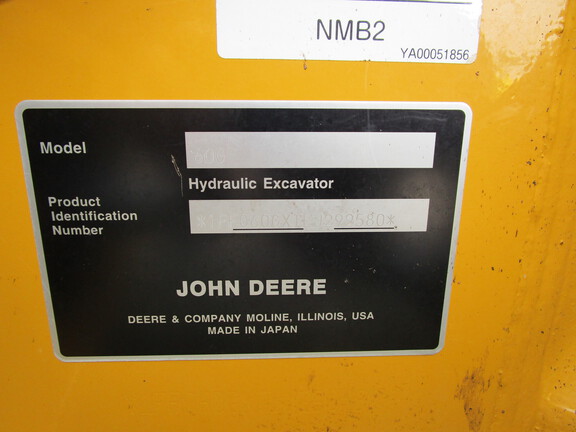 NMB2
YA00051856
Model
Hydraulic Excavator
Product
Identification
Number
JOHN DEERE
DEERE & COMPANY MOLINE, ILLINOIS, USA
MADE IN JAPAN